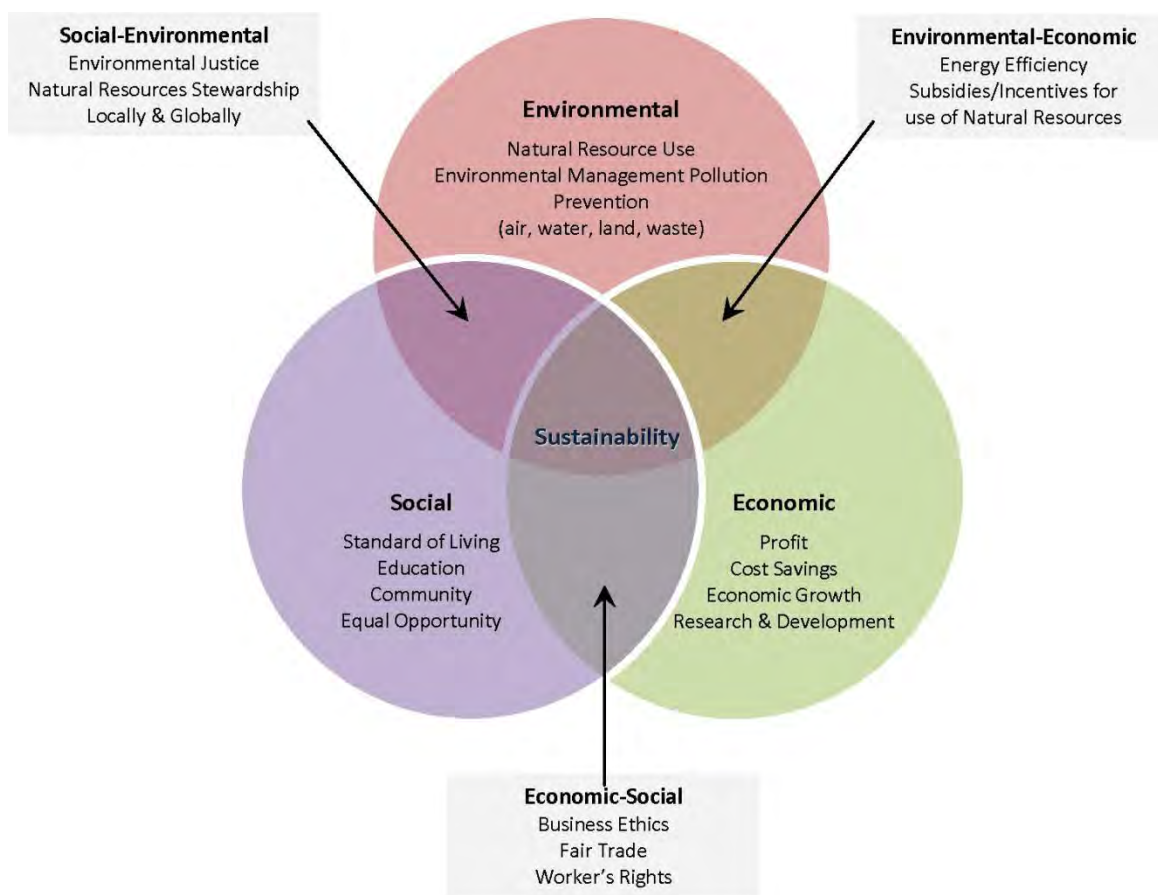 Social-Environmental
Environmental Justice
Natural Resources Stewardship
Locally & Globally
Environmental-Economic
Energy Efficiency
Subsidies/Incentives for
use of Natural Resources
Environmental
Natural Resource Use
Environmental Management Pollution
Prevention
(air, water, land, waste)
Sustainability
Social
Standard of Living
Education
Community
Equal Opportunity
Economic
Profit
Cost Savings
Economic Growth
Research & Development
Economic-Social
Business Ethics
Fair Trade
Worker's Rights